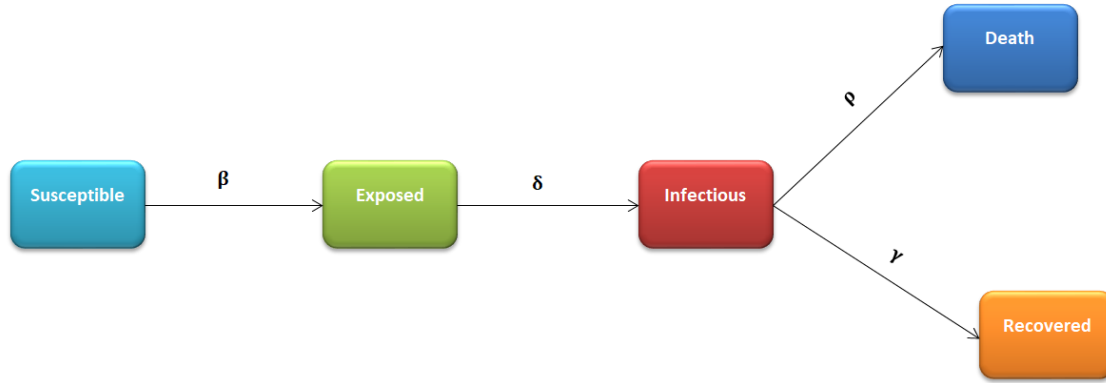 Death
ρ
Susceptible
β
Exposed
δ
Infectious
γ
Recovered